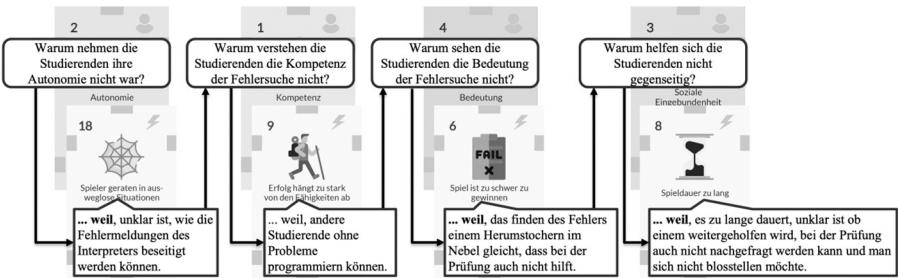 2
Warum nehmen die
Studierenden ihre
Autonomie nicht war?
Autonomie
18
Spieler geraten in aus-
weglose Situationen
... weil, unklar ist, wie die
Fehlermeldungen des
Interpreters beseitigt
werden können.
1
Warum verstehen die
Studierenden die Kompetenz
der Fehlersuche nicht?
Kompetenz
9
Erfolg hängt zu stark
von den Fähigkeiten ab
... weil, andere
Studierende ohne
Probleme
programmiern können.
4
Warum sehen die
Studierenden die Bedeutung
der Fehlersuche nicht?
Bedeutung
6
FAIL
X
Spiel ist zu schwer zu
gewinnen
... weil, das finden des Fehlers
einem Herumstochern im
Nebel gleicht, dass bei der
Prüfung auch nicht hilft.
3
Warum helfen sich die
Studierenden nicht
gegenseitig?
Soziale
Eingebundenheit
8
Spieldauer zu lang
... weil, es zu lange dauert, unklar ist ob
einem weitergeholfen wird, bei der Prüfung
auch nicht nachgefragt werden kann und man
sich nicht blosstellen möchte.